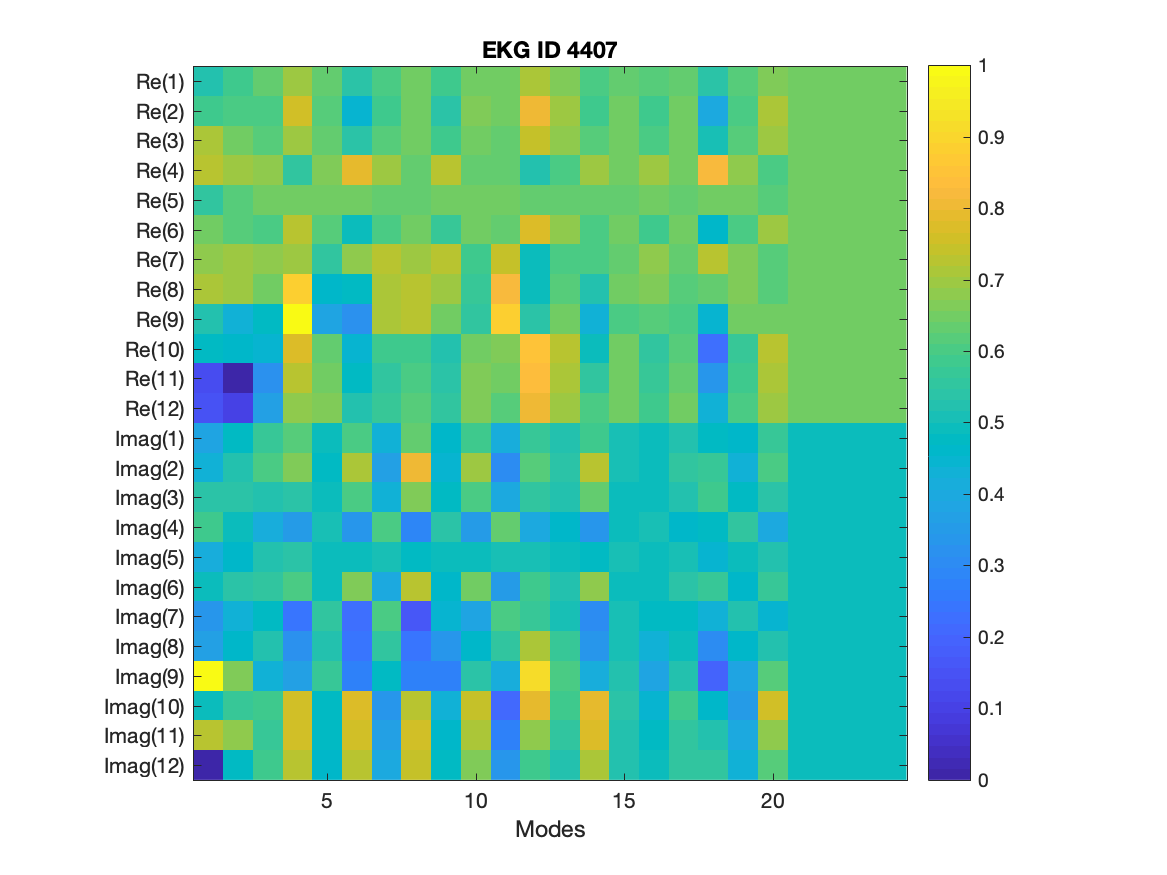 EKG ID 4407
Re(1)
Re(2)
Re(3)
Re(4)
Re(5)
Re(6)
Re(7)
Re(8)
Re(9)
Re(10)
Re(11)
Re(12)
Imag(1)
Imag(2)
Imag(3)
Imag(4)
Imag(5)
Imag(6)
Imag(7)
Imag(8)
Imag(9)
Imag(10)
Imag(11)
Imag(12)
5 10 15 20
Modes
1
0.9
0.8
0.7
0.6
0.5
0.4
0.3
0.2
0.1
0